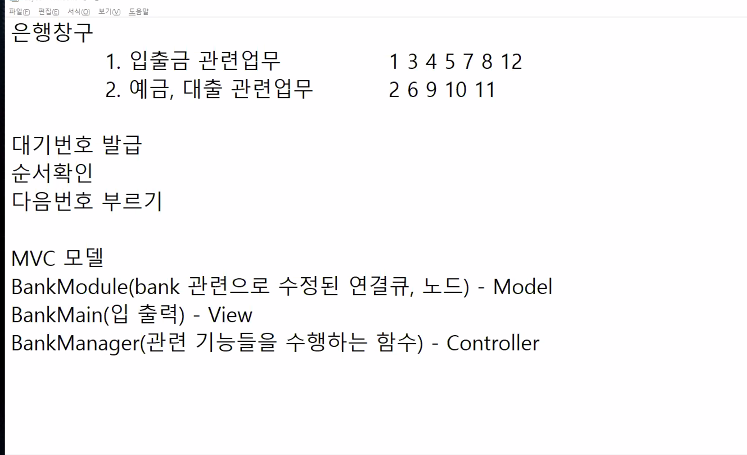 파일(F) 편집(E) 서식(O) 보기(V) 도움말
은행창구
1. 입출금 관련업무 1 3 4 5 7 8 12
2. 예금, 대출 관련업무 2 6 9 10 11
대기번호 발급
순서확인
다음번호 부르기
MVC 모델
BankModule(bank 관련으로 수정된 연결큐, 노드) - Model
BankMain(입 출력) - View
BankManager(관련 기능들을 수행하는 함수) - Controller